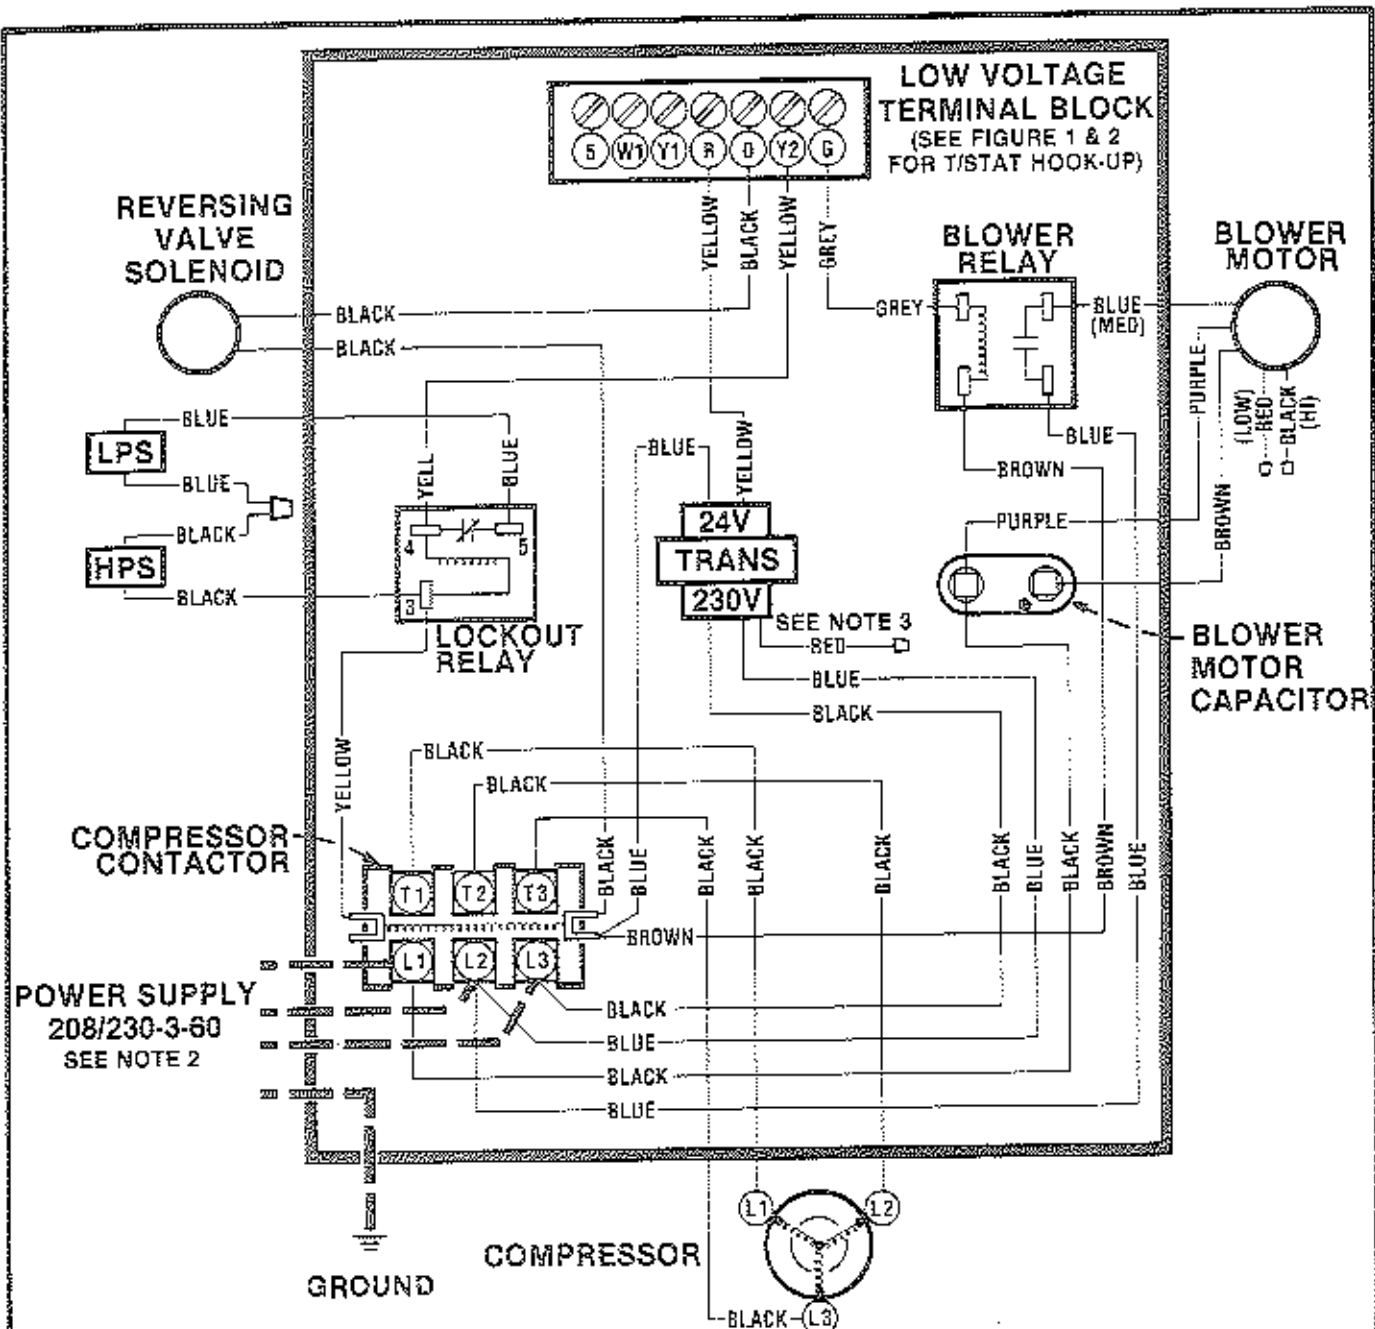 LOW VOLTAGE
TERMINAL BLOCK
(SEE FIGURE 1 & 2
FOR T/STAT HOOK-UP)
5 W1 Y1 R O Y2 G
YELLOW
BLACK
YELLOW
GREY
REVERSING
VALVE
SOLENOID
BLACK
BLACK
BLOWER
RELAY
GREY
BLUE
(MED)
BLOWER
MOTOR
PURPLE
(LOW)
RED
BLACK
(HI)
BROWN
BLUE
LPS
BLUE
BLACK
HPS
BLACK
YELL
BLUE
4
5
3
LOCKOUT
RELAY
BLUE
YELLOW
24V
TRANS
230V
SEE NOTE 3
RED
BLUE
BLACK
BLUE
BROWN
PURPLE
BLOWER
MOTOR
CAPACITOR
YELLOW
BLACK
BLACK
COMPRESSOR
CONTACTOR
T1 T2 T3
L1 L2 L3
BLACK
BLUE
BLACK
BLACK
BLACK
BLACK
BLUE
BLACK
BROWN
BLUE
BROWN
POWER SUPPLY
208/230-3-60
SEE NOTE 2
BLACK
BLUE
BLACK
BLUE
GROUND
COMPRESSOR
L1
L2
BLACK
L3